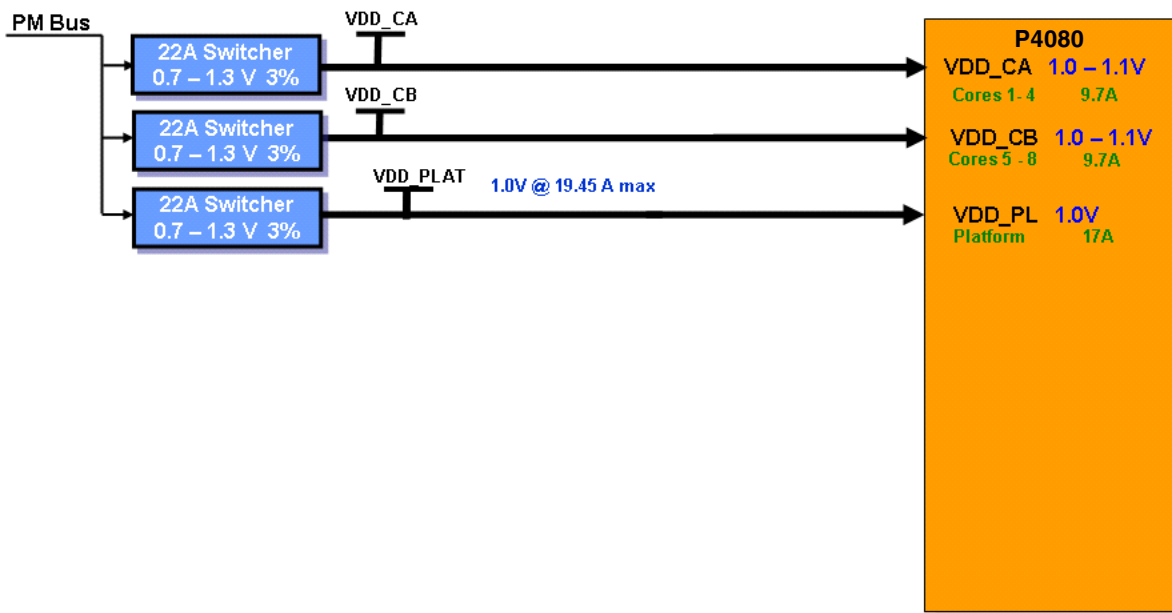 PM Bus
VDD_CA
22A Switcher
0.7 – 1.3 V 3%
VDD_CB
22A Switcher
0.7 – 1.3 V 3%
VDD_PLAT
1.0V @ 19.45 A max
22A Switcher
0.7 – 1.3 V 3%
P4080
VDD_CA 1.0 – 1.1V
Cores 1- 4 9.7A
VDD_CB 1.0 – 1.1V
Cores 5 - 8 9.7A
VDD_PL 1.0V
Platform 17A